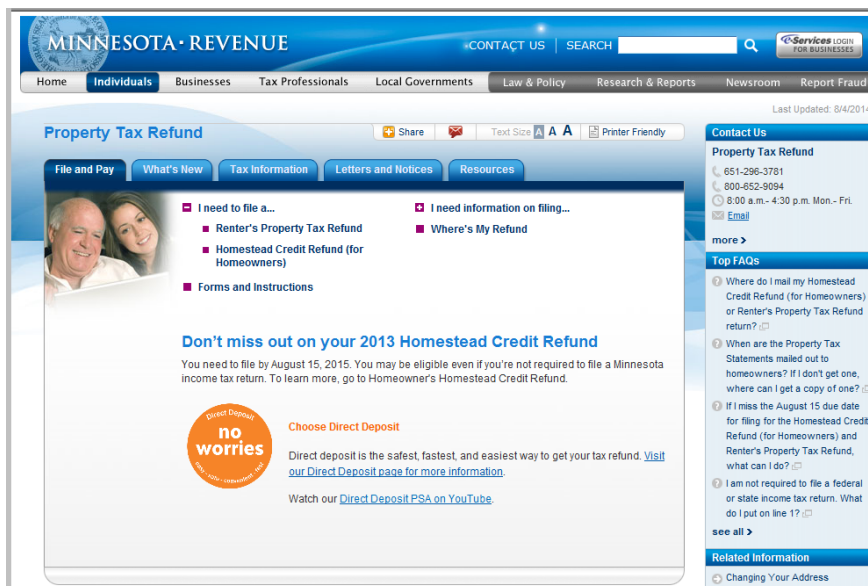 MINNESOTA·REVENUE
CONTACT US | SEARCH
e-Services LOGIN
FOR BUSINESSES
Home Individuals Businesses Tax Professionals Local Governments Law & Policy Research & Reports Newsroom Report Fraud
Last Updated: 8/4/2014
Property Tax Refund
Share Text Size A A A Printer Friendly
File and Pay What's New Tax Information Letters and Notices Resources
I need to file a...
Renter's Property Tax Refund
Homestead Credit Refund (for
Homeowners)
Forms and Instructions
I need information on filing...
Where's My Refund
Don't miss out on your 2013 Homestead Credit Refund
You need to file by August 15, 2015. You may be eligible even if you're not required to file a Minnesota
income tax return. To learn more, go to Homeowner's Homestead Credit Refund.
Direct Deposit
no
worries
Choose Direct Deposit
Direct deposit is the safest, fastest, and easiest way to get your tax refund. Visit
our Direct Deposit page for more information.
Watch our Direct Deposit PSA on YouTube.
Contact Us
Property Tax Refund
651-296-3781
800-652-9094
8:00 a.m.- 4:30 p.m. Mon.- Fri.
Email
more >
Top FAQs
Where do I mail my Homestead
Credit Refund (for Homeowners)
or Renter's Property Tax Refund
return?
When are the Property Tax
Statements mailed out to
homeowners? If I don't get one,
where can I get a copy of one?
If I miss the August 15 due date
for filing for the Homestead Credit
Refund (for Homeowners) and
Renter's Property Tax Refund,
what can I do?
I am not required to file a federal
or state income tax return. What
do I put on line 1?
see all >
Related Information
Changing Your Address